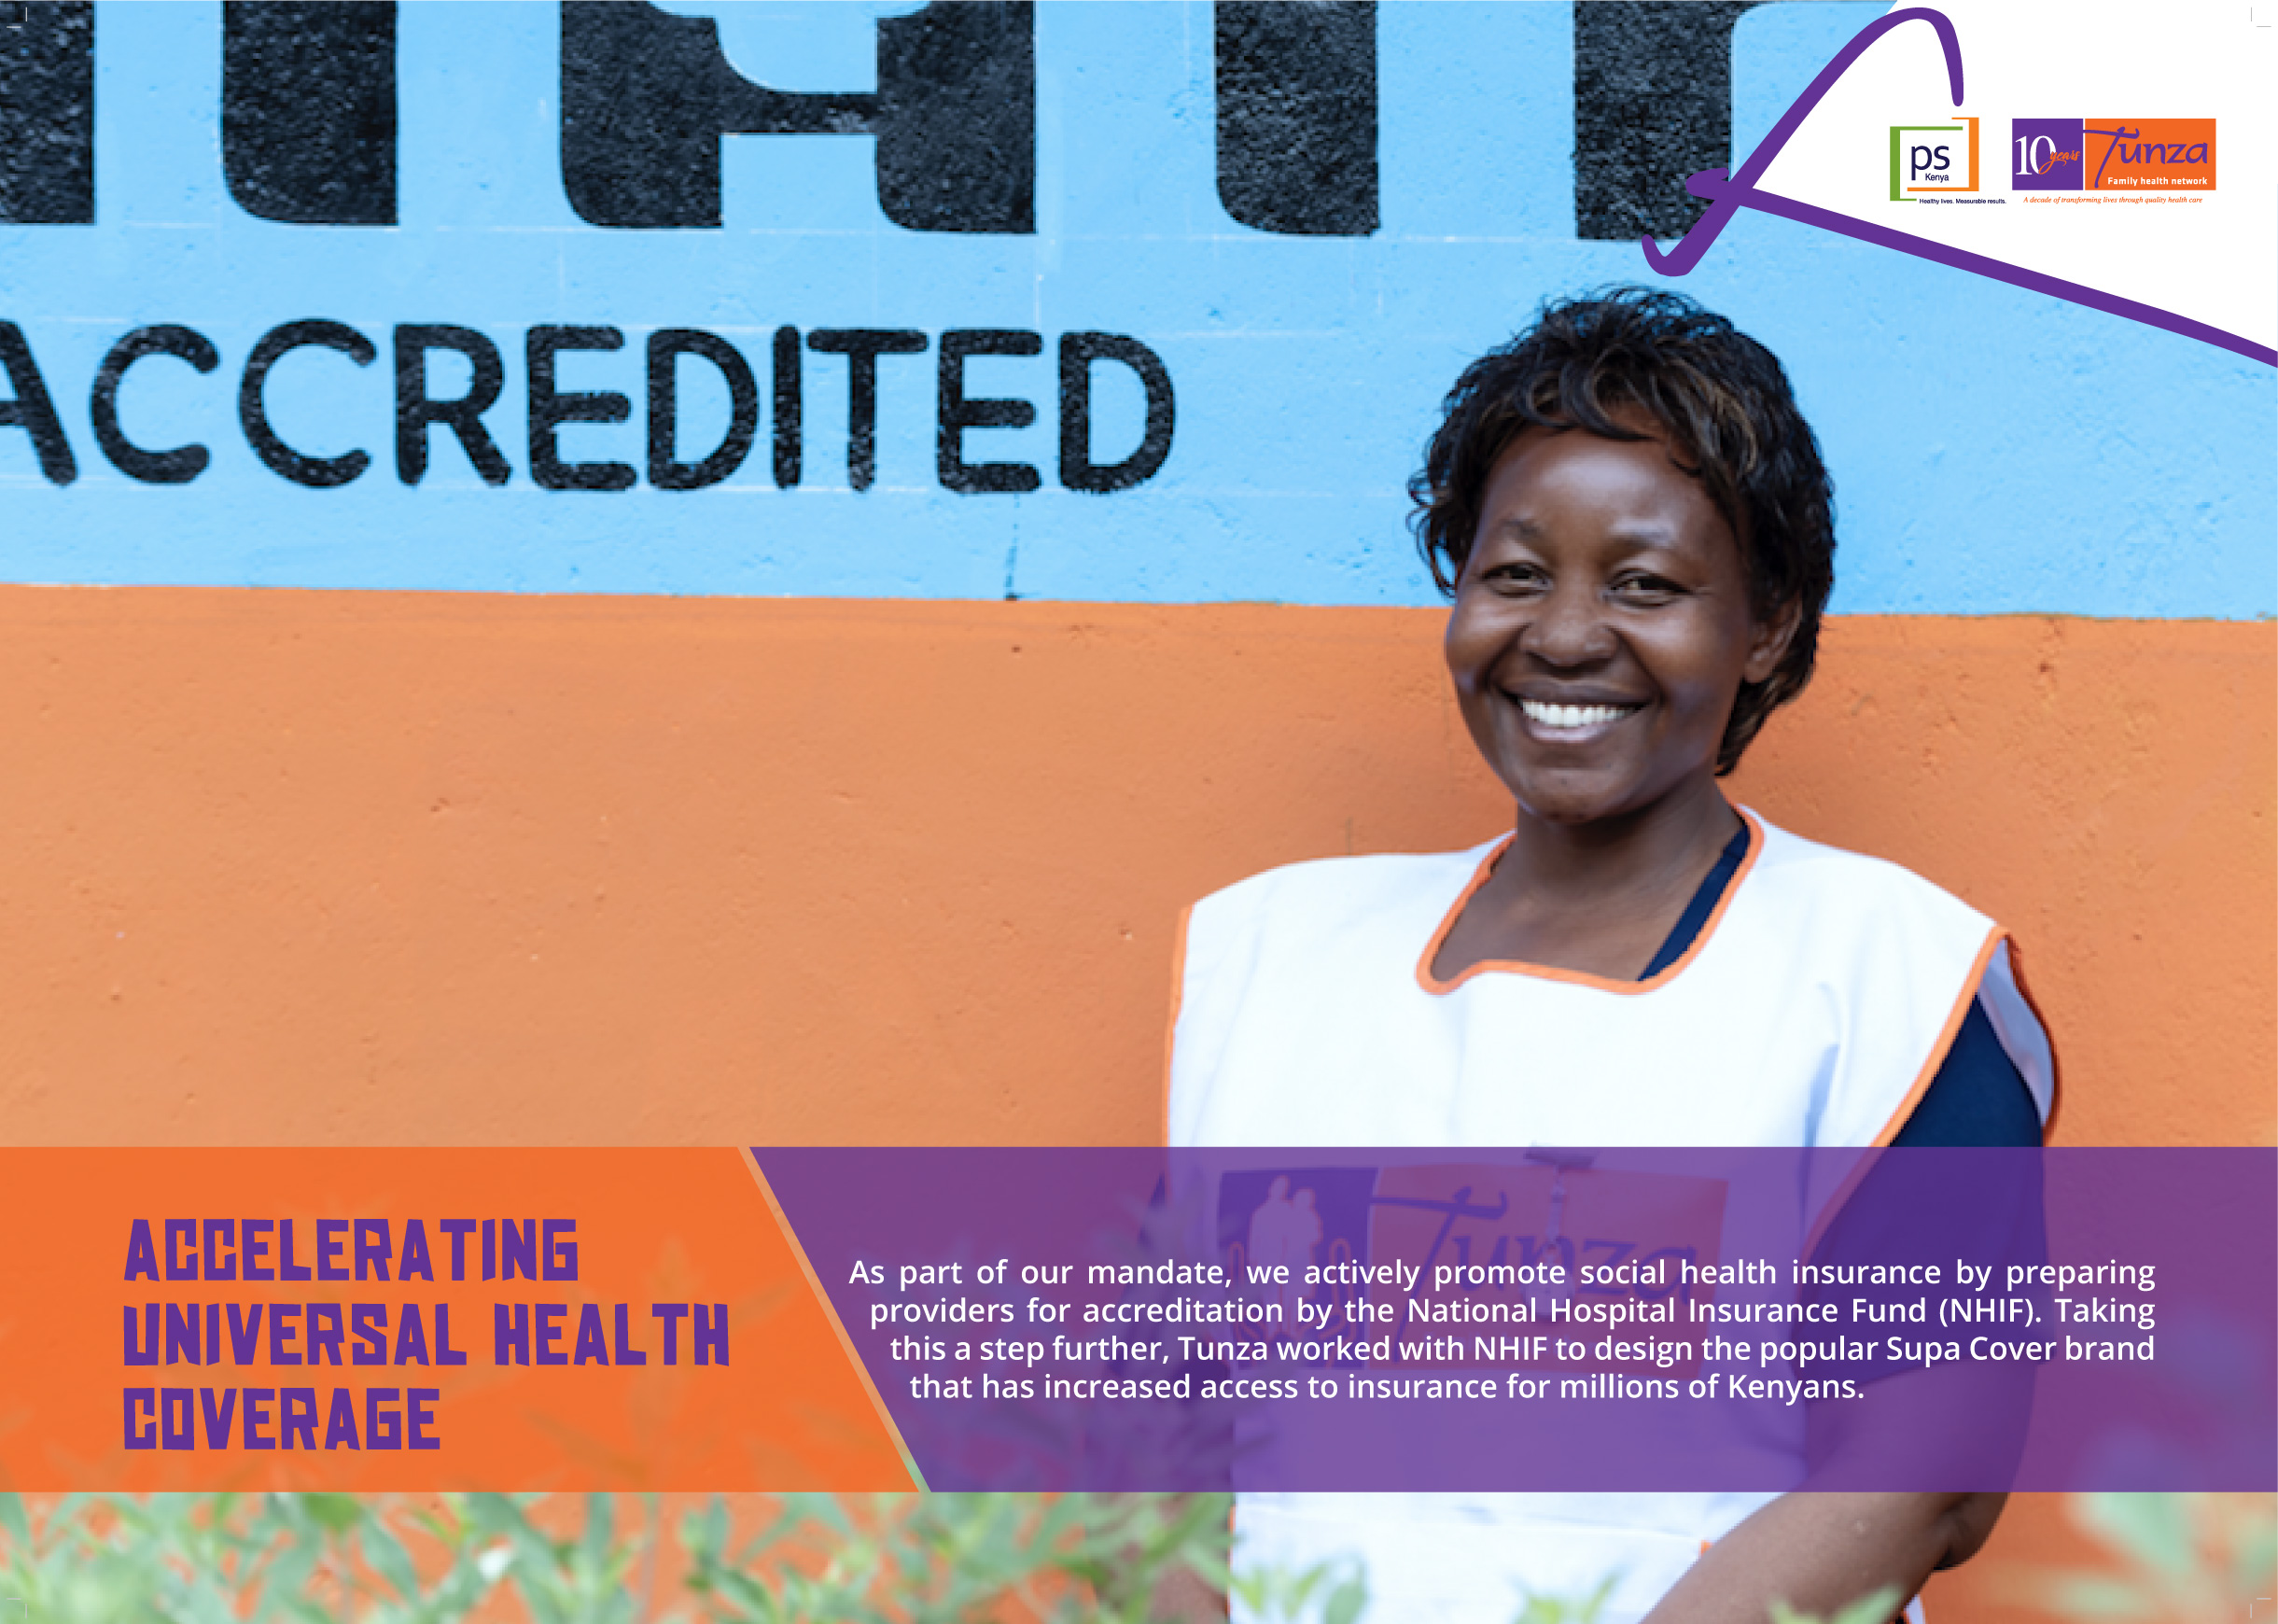 ACCREDITED
ps
Kenya
Healthy lives. Measurable results.
10 years Tunza
Family health network
A decade of transforming lives through quality health care
Tunza
ACCELERATING
UNIVERSAL HEALTH
COVERAGE
As part of our mandate, we actively promote social health insurance by preparing
providers for accreditation by the National Hospital Insurance Fund (NHIF). Taking
this a step further, Tunza worked with NHIF to design the popular Supa Cover brand
that has increased access to insurance for millions of Kenyans.